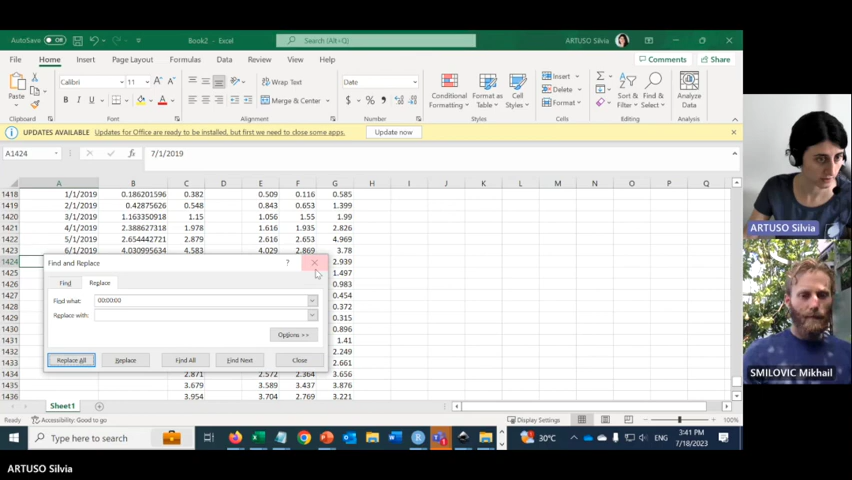 AutoSave Off Book2 - Excel Search (Alt+Q) ARTUSO Silvia
File Home Insert Page Layout Formulas Data Review View Help Comments Share
Paste Calibri 11 Wrap Text Date Conditional Formatting Format as Table Cell Styles Insert Delete Format Sort & Filter Find & Select Analyze Data
B I U Merge & Center $ %
Clipboard Font Alignment Number Styles Cells Editing Analysis
UPDATES AVAILABLE Updates for Office are ready to be installed, but first we need to close some apps. Update now
A1424 fx 7/1/2019
A B C D E F G H I J K L M N O P Q
1418 1/1/2019 0.186201596 0.382 0.509 0.116 0.585
1419 2/1/2019 0.42875626 0.548 0.843 0.653 1.399
1420 3/1/2019 1.163350918 1.15 1.056 1.55 1.99
1421 4/1/2019 2.388627318 1.978 1.616 1.935 2.826
1422 5/1/2019 2.654442721 2.879 2.616 2.653 4.969
1423 6/1/2019 4.030995634 4.583 4.029 2.869 3.78
1424 2.939
1425 1.497
1426 0.983
1427 0.454
1428 0.372
1429 0.315
1430 0.896
1431 1.41
1432 2.249
1433 2.661
1434 2.871 2.572 2.364 3.656
1435 3.679 3.589 3.437 3.876
1436 3.954 3.704 2.769 3.221
Find and Replace ?
Find Replace
Find what: 00:00:00
Replace with:
Options >>
Replace All Replace Find All Find Next Close
Sheet1
Ready Accessibility: Good to go Display Settings 100%
Type here to search 30°C ENG 3:41 PM
7/18/2023
ARTUSO Silvia
SMILOVIC Mikhail
ARTUSO Silvia